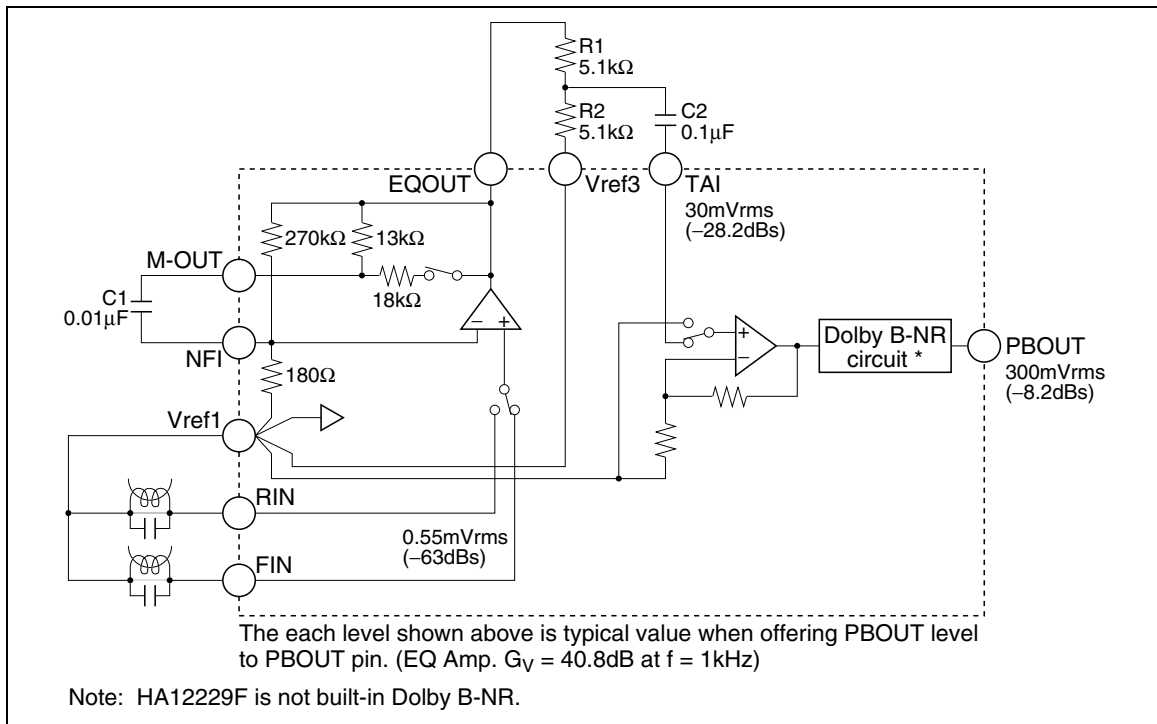 R1
5.1kΩ
R2
5.1kΩ
C2
0.1μF
EQOUT
Vref3
TAI
30mVrms
(−28.2dBs)
270kΩ
13kΩ
M-OUT
18kΩ
C1
0.01μF
NFI
180Ω
Vref1
RIN
FIN
0.55mVrms
(−63dBs)
− +
+
−
Dolby B-NR
circuit *
PBOUT
300mVrms
(−8.2dBs)
The each level shown above is typical value when offering PBOUT level
to PBOUT pin. (EQ Amp. GV = 40.8dB at f = 1kHz)
Note: HA12229F is not built-in Dolby B-NR.